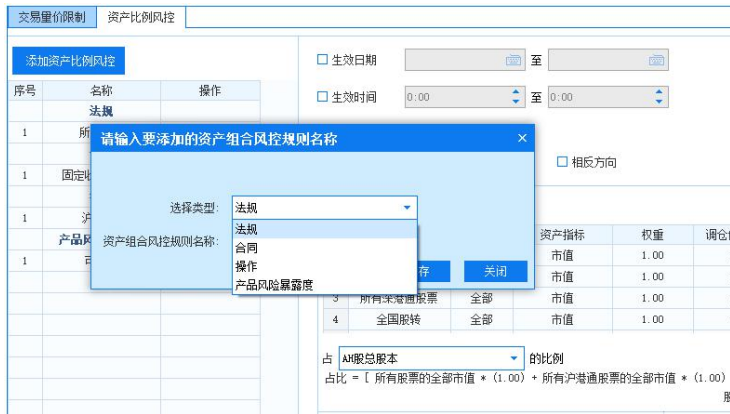 交易量价限制 资产比例风控
添加资产比例风控
生效日期 至
序号 名称 操作
生效时间 0:00 至 0:00
法规
1 所
请输入要添加的资产组合风控规则名称 ×
相反方向
1 固定收
选择类型: 法规
1 沪
法规
产品风
资产组合风控规则名称:
合同
资产指标 权重 调仓
操作
市值 1.00
1
存 关闭
产品风险暴露度
市值 1.00
3 所有深港通股票 全部 市值 1.00
4 全国股转 全部 市值 1.00
占 AH股总股本 的比例
占比 = [ 所有股票的全部市值 * (1.00) + 所有沪港通股票的全部市值 * (1.00)